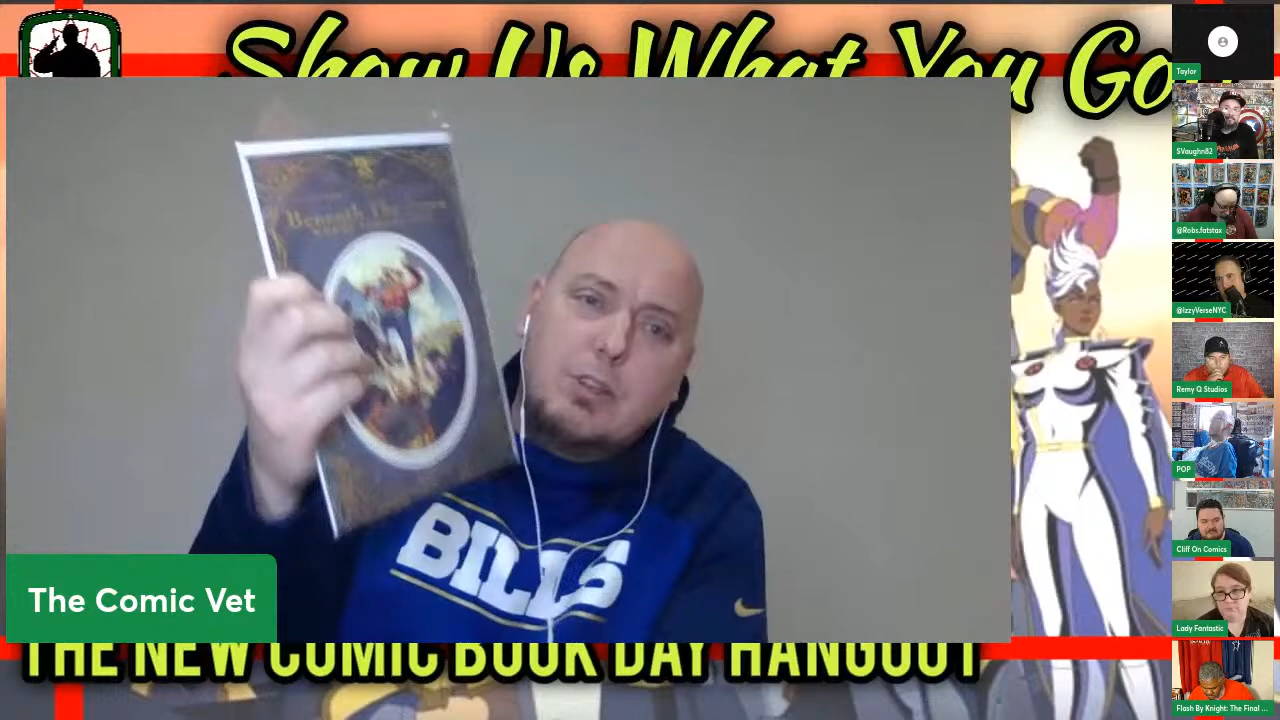 Show Us What You Go
Taylor
SVaughn82
@Robs.fatstax
@IzzyVerseNYC
Remy Q Studios
POP
Cliff On Comics
Lady Fantastic
Flash By Knight: The Final ...
Beneath The
BILLS
The Comic Vet
THE NEW COMIC BOOK DAY HANGOUT